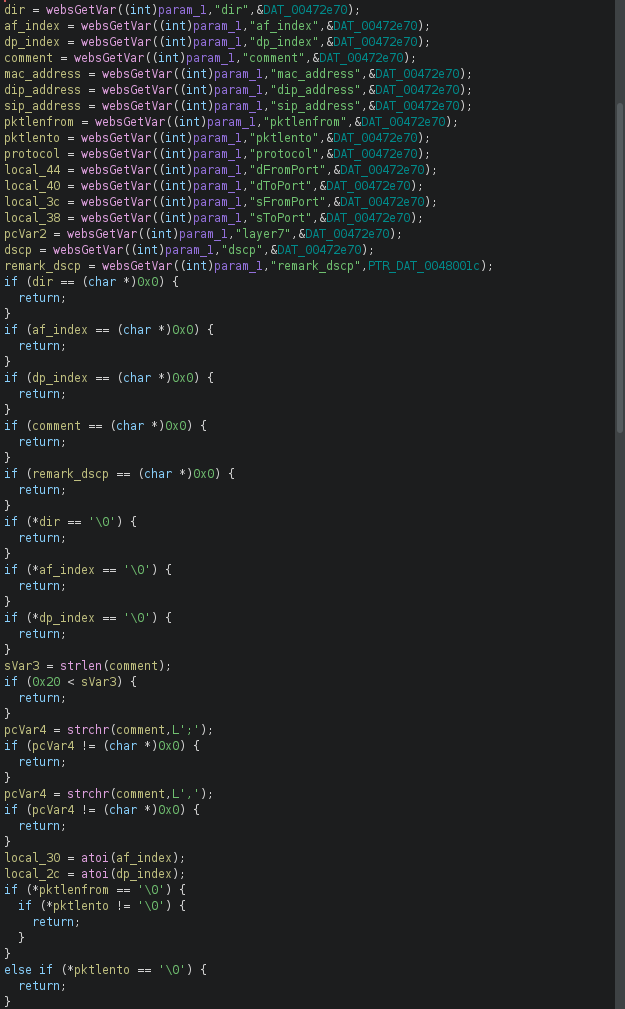 dir = websGetVar((int)param_1,"dir",&DAT_00472e70);
af_index = websGetVar((int)param_1,"af_index",&DAT_00472e70);
dp_index = websGetVar((int)param_1,"dp_index",&DAT_00472e70);
comment = websGetVar((int)param_1,"comment",&DAT_00472e70);
mac_address = websGetVar((int)param_1,"mac_address",&DAT_00472e70);
dip_address = websGetVar((int)param_1,"dip_address",&DAT_00472e70);
sip_address = websGetVar((int)param_1,"sip_address",&DAT_00472e70);
pktlenfrom = websGetVar((int)param_1,"pktlenfrom",&DAT_00472e70);
pktlento = websGetVar((int)param_1,"pktlento",&DAT_00472e70);
protocol = websGetVar((int)param_1,"protocol",&DAT_00472e70);
local_44 = websGetVar((int)param_1,"dFromPort",&DAT_00472e70);
local_40 = websGetVar((int)param_1,"dToPort",&DAT_00472e70);
local_3c = websGetVar((int)param_1,"sFromPort",&DAT_00472e70);
local_38 = websGetVar((int)param_1,"sToPort",&DAT_00472e70);
pcVar2 = websGetVar((int)param_1,"layer7",&DAT_00472e70);
dscp = websGetVar((int)param_1,"dscp",&DAT_00472e70);
remark_dscp = websGetVar((int)param_1,"remark_dscp",PTR_DAT_0048001c);
if (dir == (char *)0x0) {
  return;
}
if (af_index == (char *)0x0) {
  return;
}
if (dp_index == (char *)0x0) {
  return;
}
if (comment == (char *)0x0) {
  return;
}
if (remark_dscp == (char *)0x0) {
  return;
}
if (*dir == '\0') {
  return;
}
if (*af_index == '\0') {
  return;
}
if (*dp_index == '\0') {
  return;
}
sVar3 = strlen(comment);
if (0x20 < sVar3) {
  return;
}
pcVar4 = strchr(comment,L';');
if (pcVar4 != (char *)0x0) {
  return;
}
pcVar4 = strchr(comment,L',');
if (pcVar4 != (char *)0x0) {
  return;
}
local_30 = atoi(af_index);
local_2c = atoi(dp_index);
if (*pktlenfrom == '\0') {
  if (*pktlento != '\0') {
    return;
  }
}
else if (*pktlento == '\0') {
  return;
}